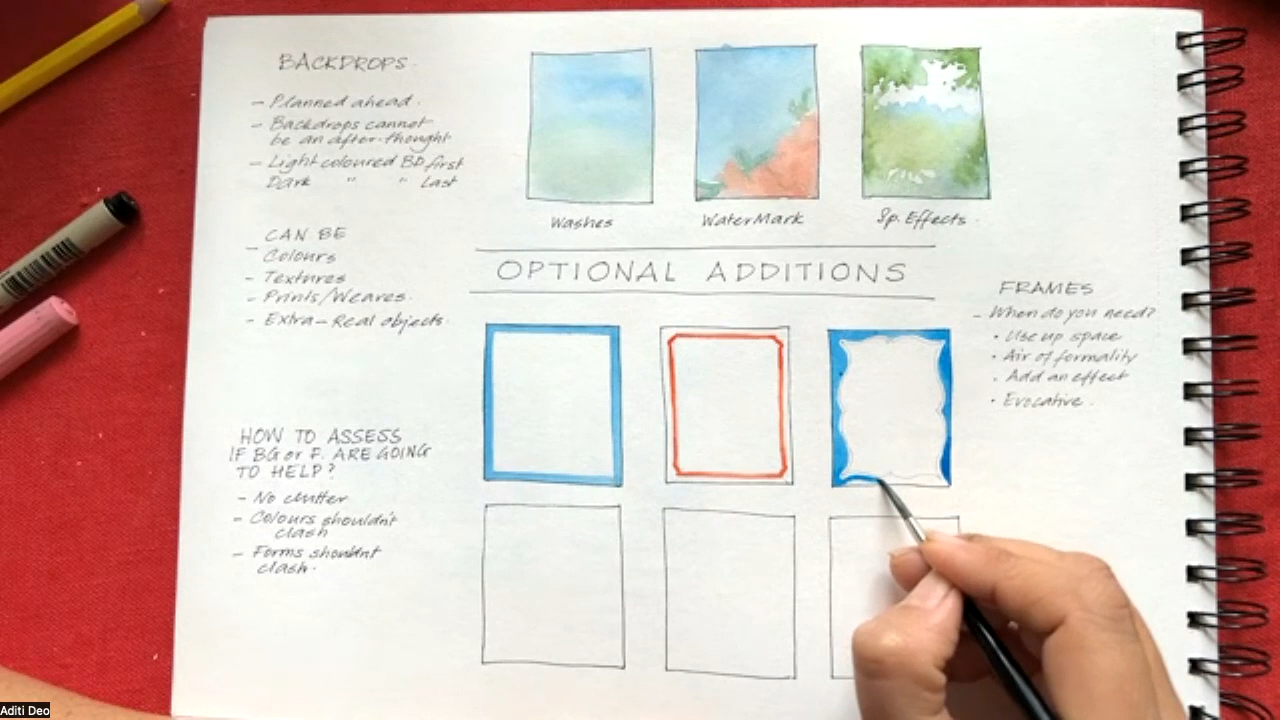 BACKDROPS.
- Planned ahead.
- Backdrops cannot
be an after-thought
- Light coloured BD first
Dark " " Last
- CAN BE
Colours
- Textures
- Prints/Weaves.
- Extra-Real objects.
HOW TO ASSESS
IF BG or F. ARE GOING
TO HELP?
- No clutter
- Colours shouldn't
clash
- Forms shouldnt
clash.
Washes
WaterMark
Sp. Effects.
OPTIONAL ADDITIONS
FRAMES
- When do you need?
• Use up space
• Air of formality
• Add an effect
• Evocative.
Aditi Deo